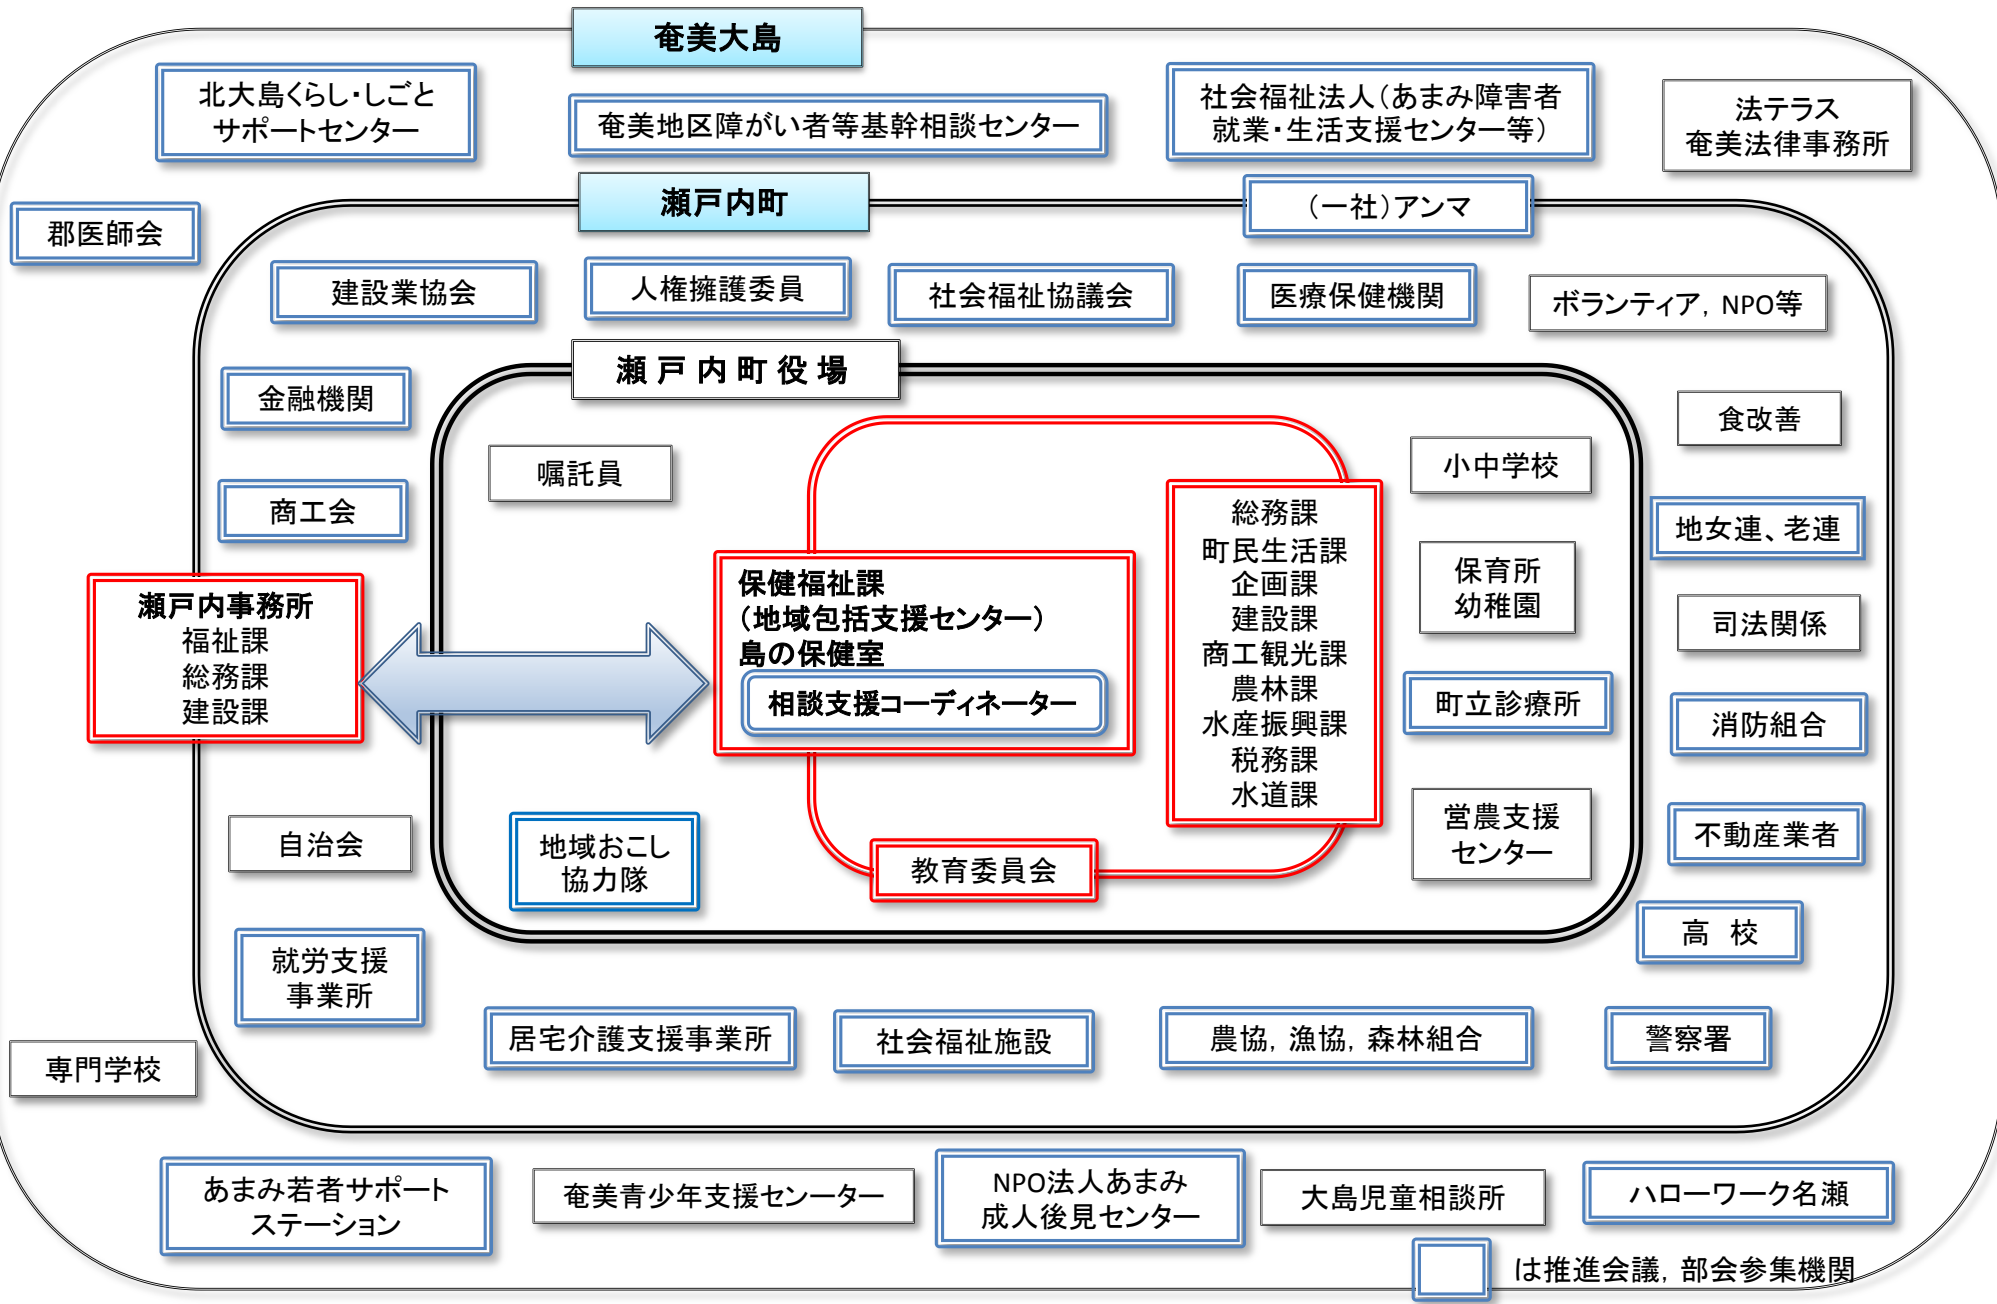 奄美大島
北大島くらし・しごと
サポートセンター
奄美地区障がい者等基幹相談センター
社会福祉法人（あまみ障害者
就業・生活支援センター等）
法テラス
奄美法律事務所
瀬戸内町
（一社）アンマ
郡医師会
建設業協会
人権擁護委員
社会福祉協議会
医療保健機関
ボランティア，NPO等
瀬戸内町役場
金融機関
食改善
嘱託員
小中学校
商工会
総務課
町民生活課
企画課
建設課
商工観光課
農林課
水産振興課
税務課
水道課
地女連、老連
瀬戸内事務所
福祉課
総務課
建設課
保健福祉課
（地域包括支援センター）
島の保健室
相談支援コーディネーター
保育所
幼稚園
司法関係
町立診療所
消防組合
自治会
地域おこし
協力隊
教育委員会
営農支援
センター
不動産業者
高　校
就労支援
事業所
居宅介護支援事業所
社会福祉施設
農協，漁協，森林組合
警察署
専門学校
あまみ若者サポート
ステーション
奄美青少年支援センーター
NPO法人あまみ
成人後見センター
大島児童相談所
ハローワーク名瀬
は推進会議，部会参集機関